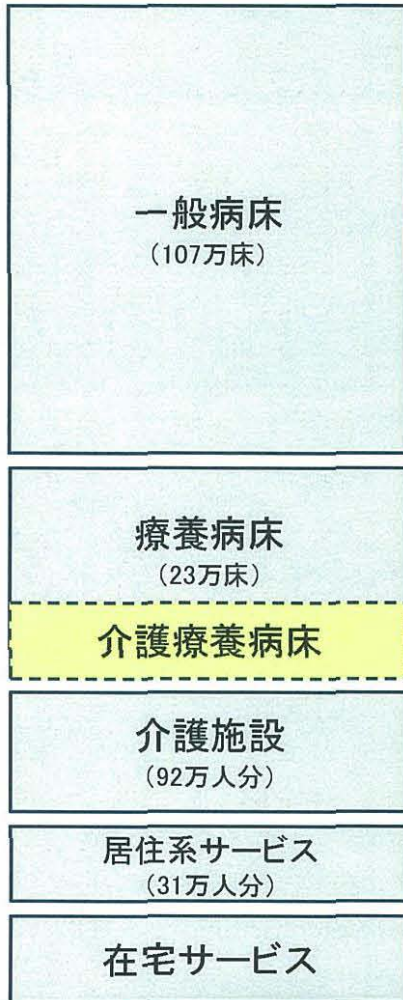 一般病床
（107万床）
療養病床
（23万床）
介護療養病床
介護施設
（92万人分）
居住系サービス
（31万人分）
在宅サービス